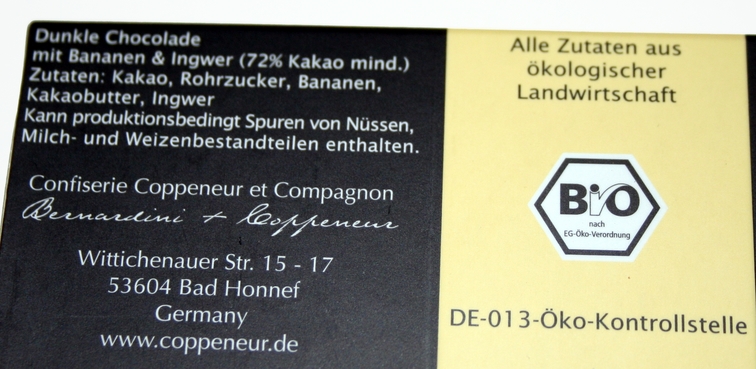 Dunkle Chocolade
mit Bananen & Ingwer (72% Kakao mind.)
Zutaten: Kakao, Rohrzucker, Bananen,
Kakaobutter, Ingwer
Kann produktionsbedingt Spuren von Nüssen,
Milch- und Weizenbestandteilen enthalten.
Confiserie Coppeneur et Compagnon
Bernardini + Coppeneur
Wittichenauer Str. 15 - 17
53604 Bad Honnef
Germany
www.coppeneur.de
Alle Zutaten aus
ökologischer
Landwirtschaft
BIO
nach
EG-Öko-Verordnung
DE-013-Öko-Kontrollstelle